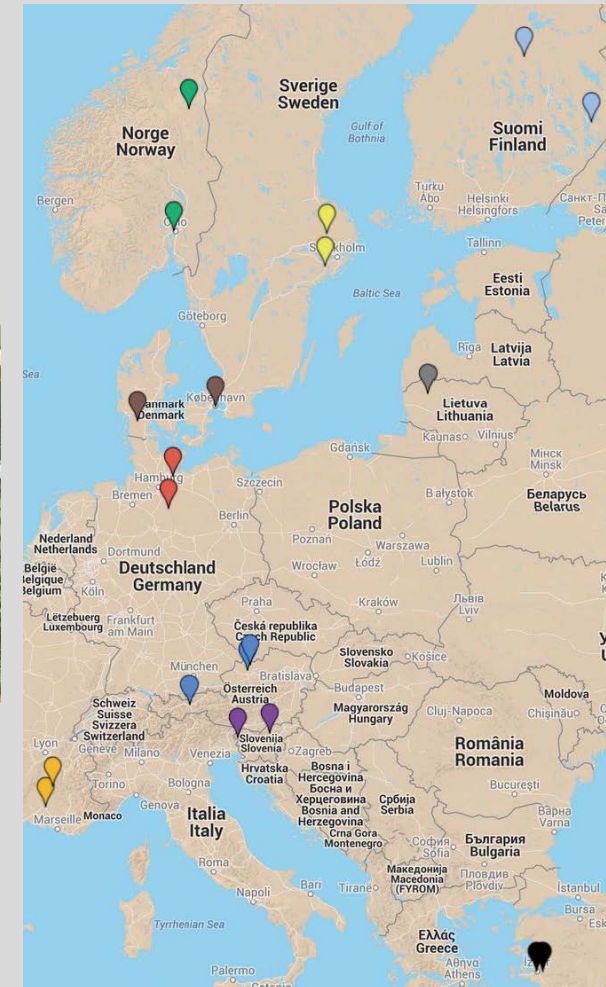 Sverige
Sweden
Norge
Norway
Gulf of
Bothnia
Suomi
Finland
Bergen
Turku
Åbo
Helsinki
Helsingfors
Tallinn
Baltic Sea
Eesti
Estonia
Göteborg
Rīga
Latvija
Latvia
Sea
København
Danmark
Denmark
Lietuva
Lithuania
Kaunas
Vilnius
Gdańsk
Мінск
Minsk
Hamburg
Szczecin
Bremen
Białystok
Беларусь
Belarus
Berlin
Polska
Poland
Poznań
Warszawa
Nederland
Netherlands
Dortmund
België
Belgique
Belgium
Deutschland
Germany
Wrocław
Łódź
Lublin
Köln
Praha
Kraków
Львів
Lviv
Lëtzebuerg
Luxembourg
Frankfurt
am Main
Česká republika
Czech Republic
Slovensko
Slovakia
Košice
München
Bratislava
Österreich
Austria
Budapest
Moldova
Schweiz
Suisse
Svizzera
Switzerland
Magyarország
Hungary
Cluj-Napoca
Chișinău
Slovenija
Slovenia
Lyon
Genève
Milano
Venezia
Zagreb
România
Romania
Torino
Bologna
Hrvatska
Croatia
Bosna i
Hercegovina
Босна и
Херцеговина
Bosnia and
Herzegovina
Србија
Serbia
București
Genova
Marseille
Monaco
Italia
Italy
Crna Gora
Montenegro
София
Sofia
България
Bulgaria
Варна
Varna
Roma
Македонија
Macedonia
(FYROM)
Пловдив
Plovdiv
Napoli
Bari
Tiranë
İstanbul
Bursa
Tyrrhenian Sea
Ελλάς
Greece
Αθήνα
Athens
Palermo